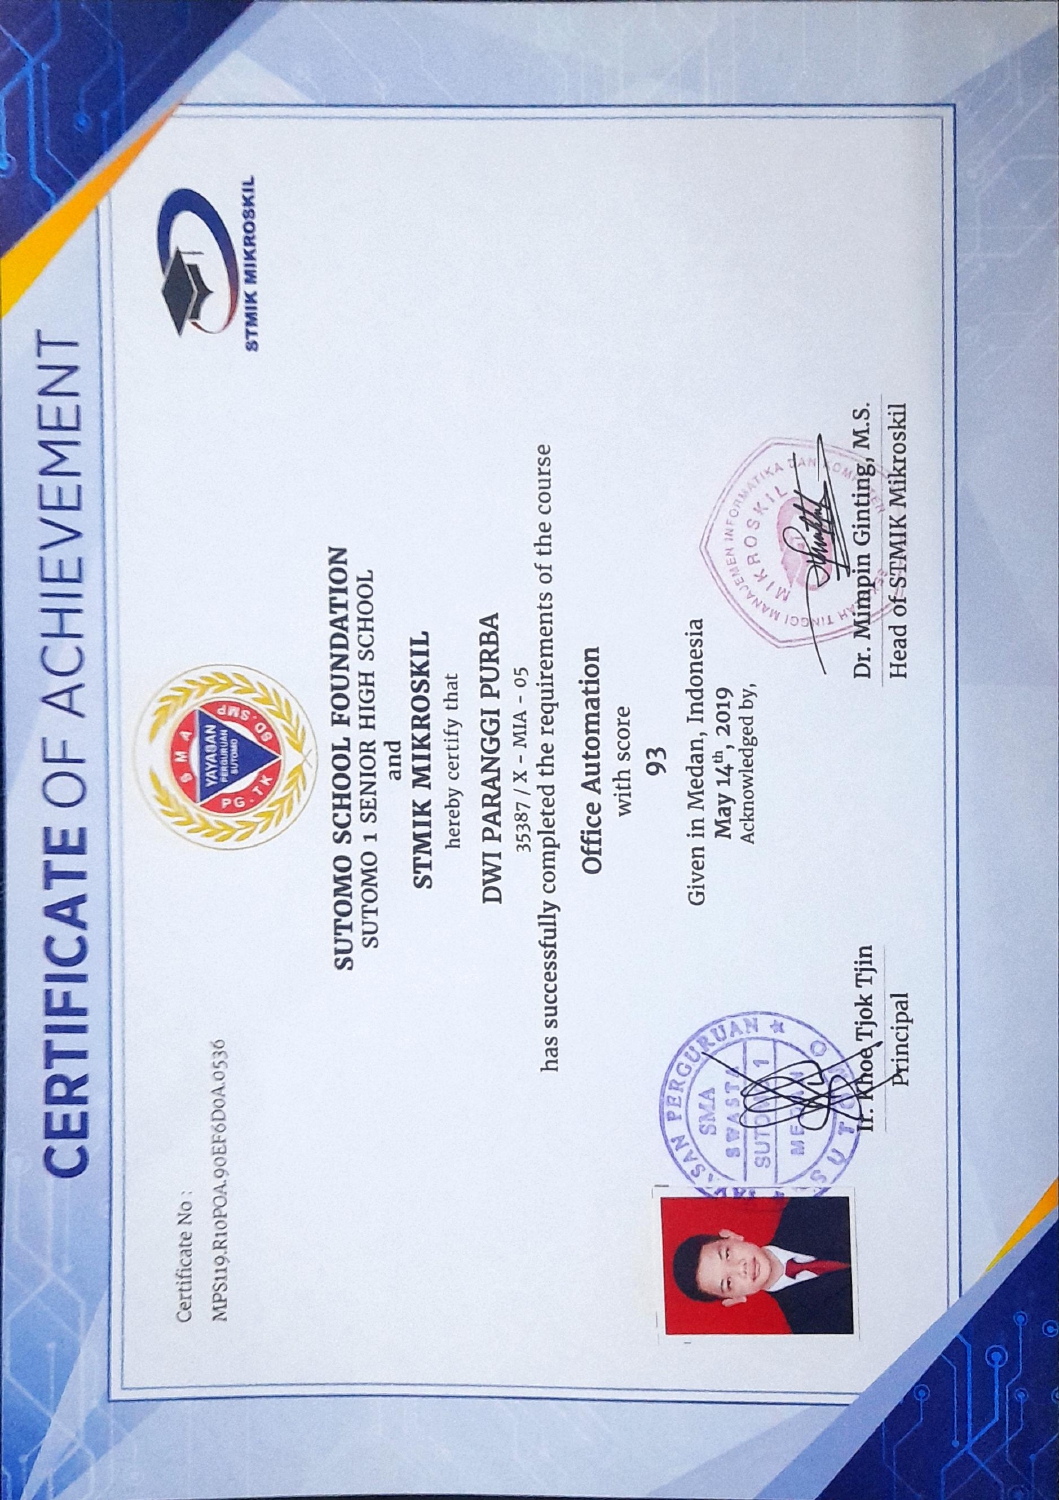 CERTIFICATE OF ACHIEVEMENT
Certificate No :
MPS119.R10POA.90EF6D0A.0536
SMA
YAYASAN
PERGURUAN
SUTOMO
PG.TK
SD.SMP
STMIK MIKROSKIL
SUTOMO SCHOOL FOUNDATION
SUTOMO 1 SENIOR HIGH SCHOOL
and
STMIK MIKROSKIL
hereby certify that
DWI PARANGGI PURBA
35387 / X - MIA - 05
has successfully completed the requirements of the course
Office Automation
with score
93
Given in Medan, Indonesia
May 14th, 2019
Acknowledged by,
YAYASAN PERGURUAN
SMA
SWASTA
SUTOMO 1
MEDAN
SUTOMO
TINGGI MANAJEMEN INFORMATIKA DAN
MIKROSKIL
Ir. Khoe Tjok Tjin
Principal
Dr. Mimpin Ginting, M.S.
Head of STMIK Mikroskil